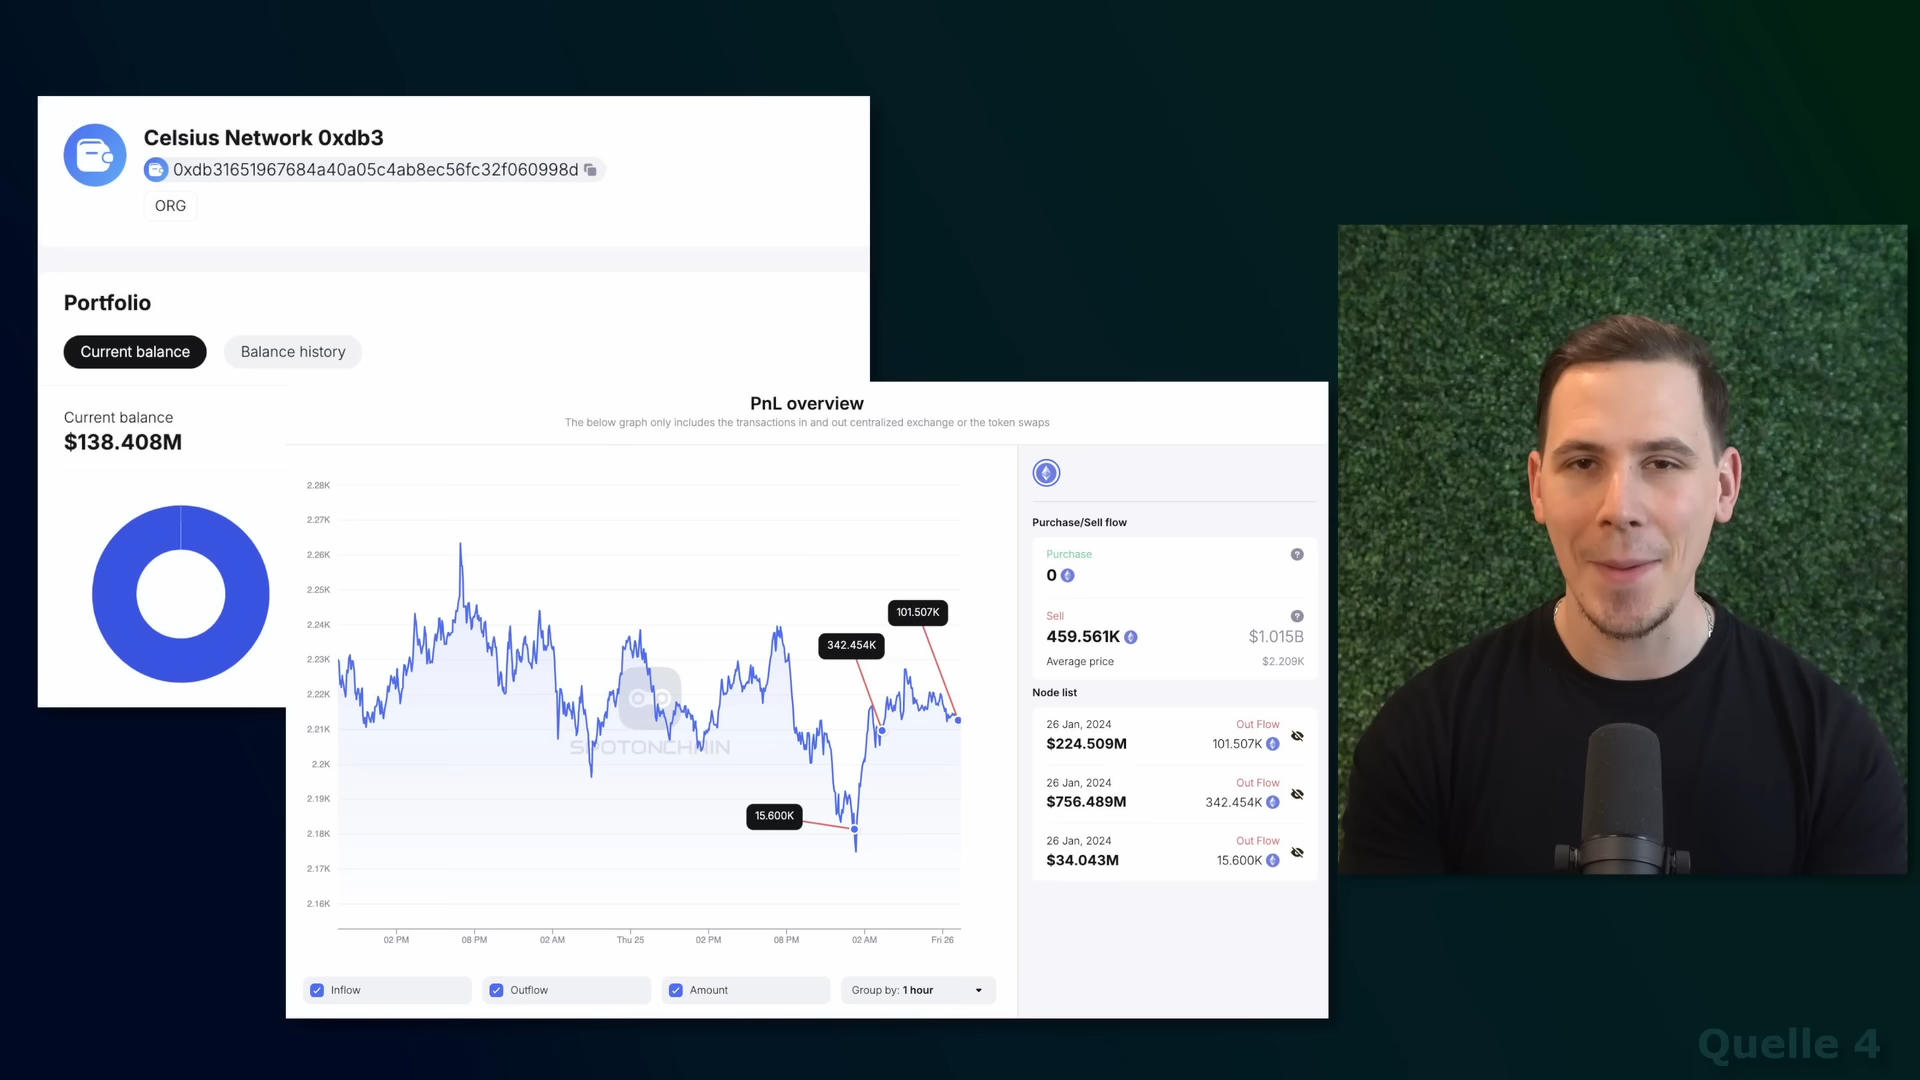 Celsius Network 0xdb3
0xdb31651967684a40a05c4ab8ec56fc32f060998d
ORG
Portfolio
Current balance
Balance history
Current balance
$138.408M
PnL overview
The below graph only includes the transactions in and out centralized exchange or the token swaps
2.28K
2.27K
2.26K
2.25K
2.24K
2.23K
2.22K
2.21K
2.2K
2.19K
2.18K
2.17K
2.16K
101.507K
342.454K
15.600K
SPOTONCHAIN
02 PM
08 PM
02 AM
Thu 25
02 PM
08 PM
02 AM
Fri 26
Inflow
Outflow
Amount
Group by: 1 hour
Purchase/Sell flow
Purchase
0
Sell
459.561K $1.015B
Average price $2.209K
Node list
26 Jan, 2024 Out Flow
$224.509M 101.507K
26 Jan, 2024 Out Flow
$756.489M 342.454K
26 Jan, 2024 Out Flow
$34.043M 15.600K
Quelle 4